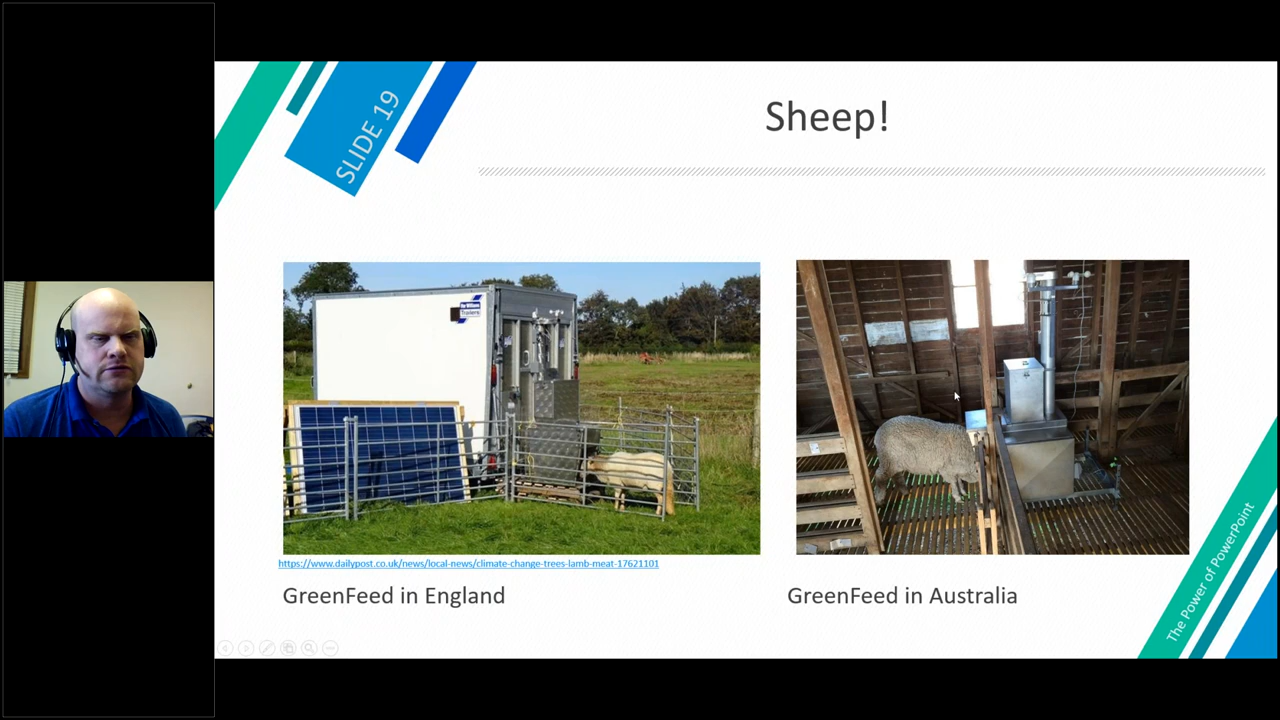 SLIDE 19
Sheep!
Trailers
https://www.dailypost.co.uk/news/local-news/climate-change-trees-lamb-meat-17621101
GreenFeed in England
GreenFeed in Australia
The Power of PowerPoint